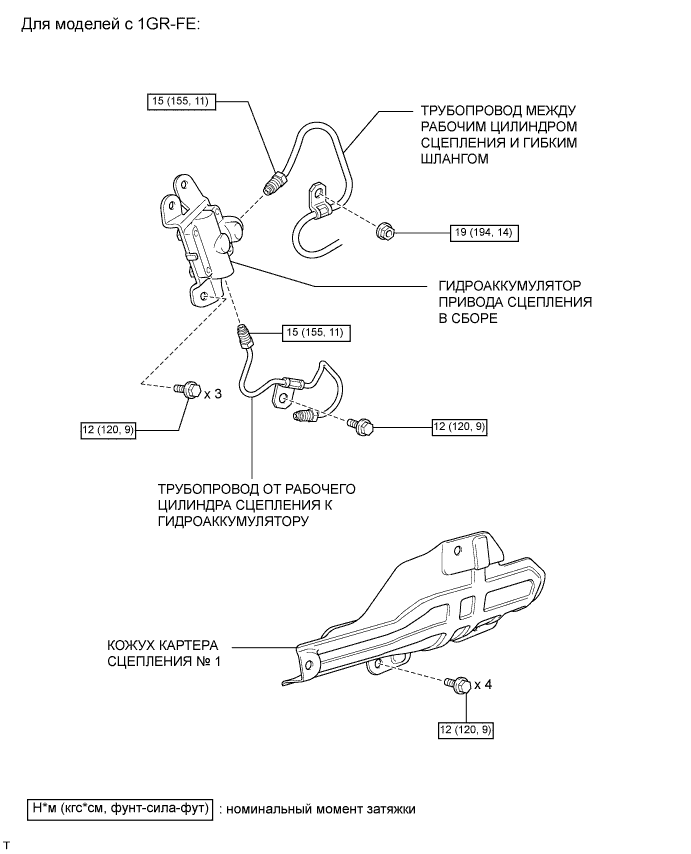 Для моделей с 1GR-FE:
15 (155, 11)
ТРУБОПРОВОД МЕЖДУ
РАБОЧИМ ЦИЛИНДРОМ
СЦЕПЛЕНИЯ И ГИБКИМ
ШЛАНГОМ
19 (194, 14)
ГИДРОАККУМУЛЯТОР
ПРИВОДА СЦЕПЛЕНИЯ
В СБОРЕ
15 (155, 11)
x 3
12 (120, 9)
12 (120, 9)
ТРУБОПРОВОД ОТ РАБОЧЕГО
ЦИЛИНДРА СЦЕПЛЕНИЯ К
ГИДРОАККУМУЛЯТОРУ
КОЖУХ КАРТЕРА
СЦЕПЛЕНИЯ № 1
x 4
12 (120, 9)
Н*м (кгс*см, фунт-сила-фут) : номинальный момент затяжки
T